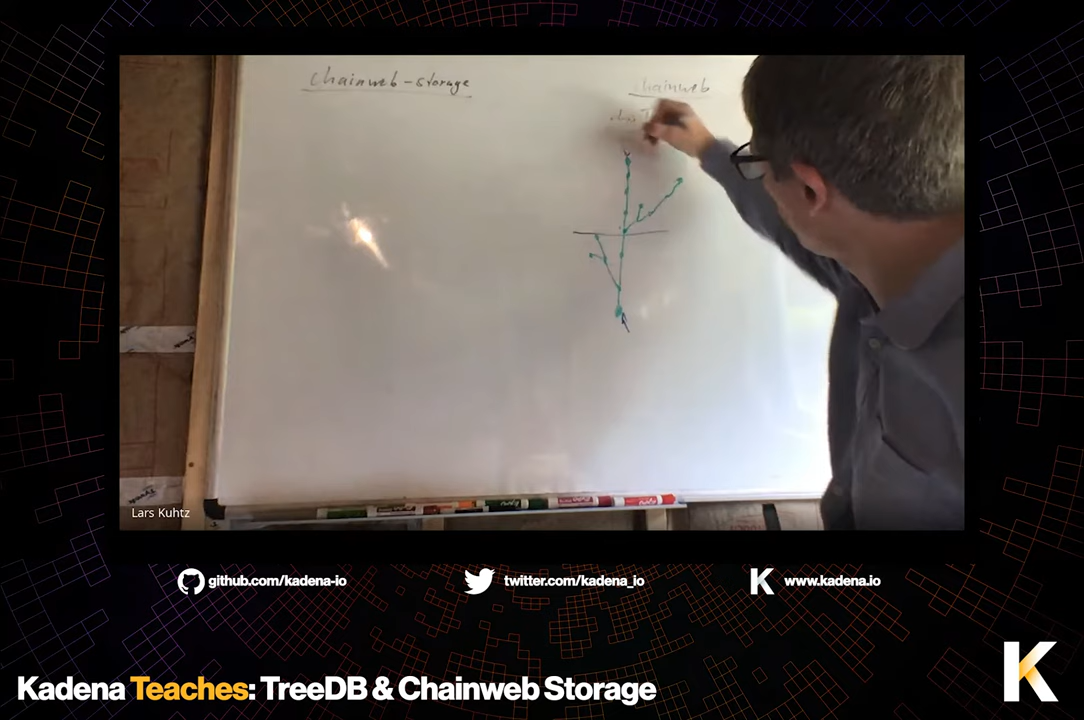 chainweb-storage
chainweb
class
Lars Kuhtz
github.com/kadena-io
twitter.com/kadena_io
K www.kadena.io
Kadena Teaches: TreeDB & Chainweb Storage
K